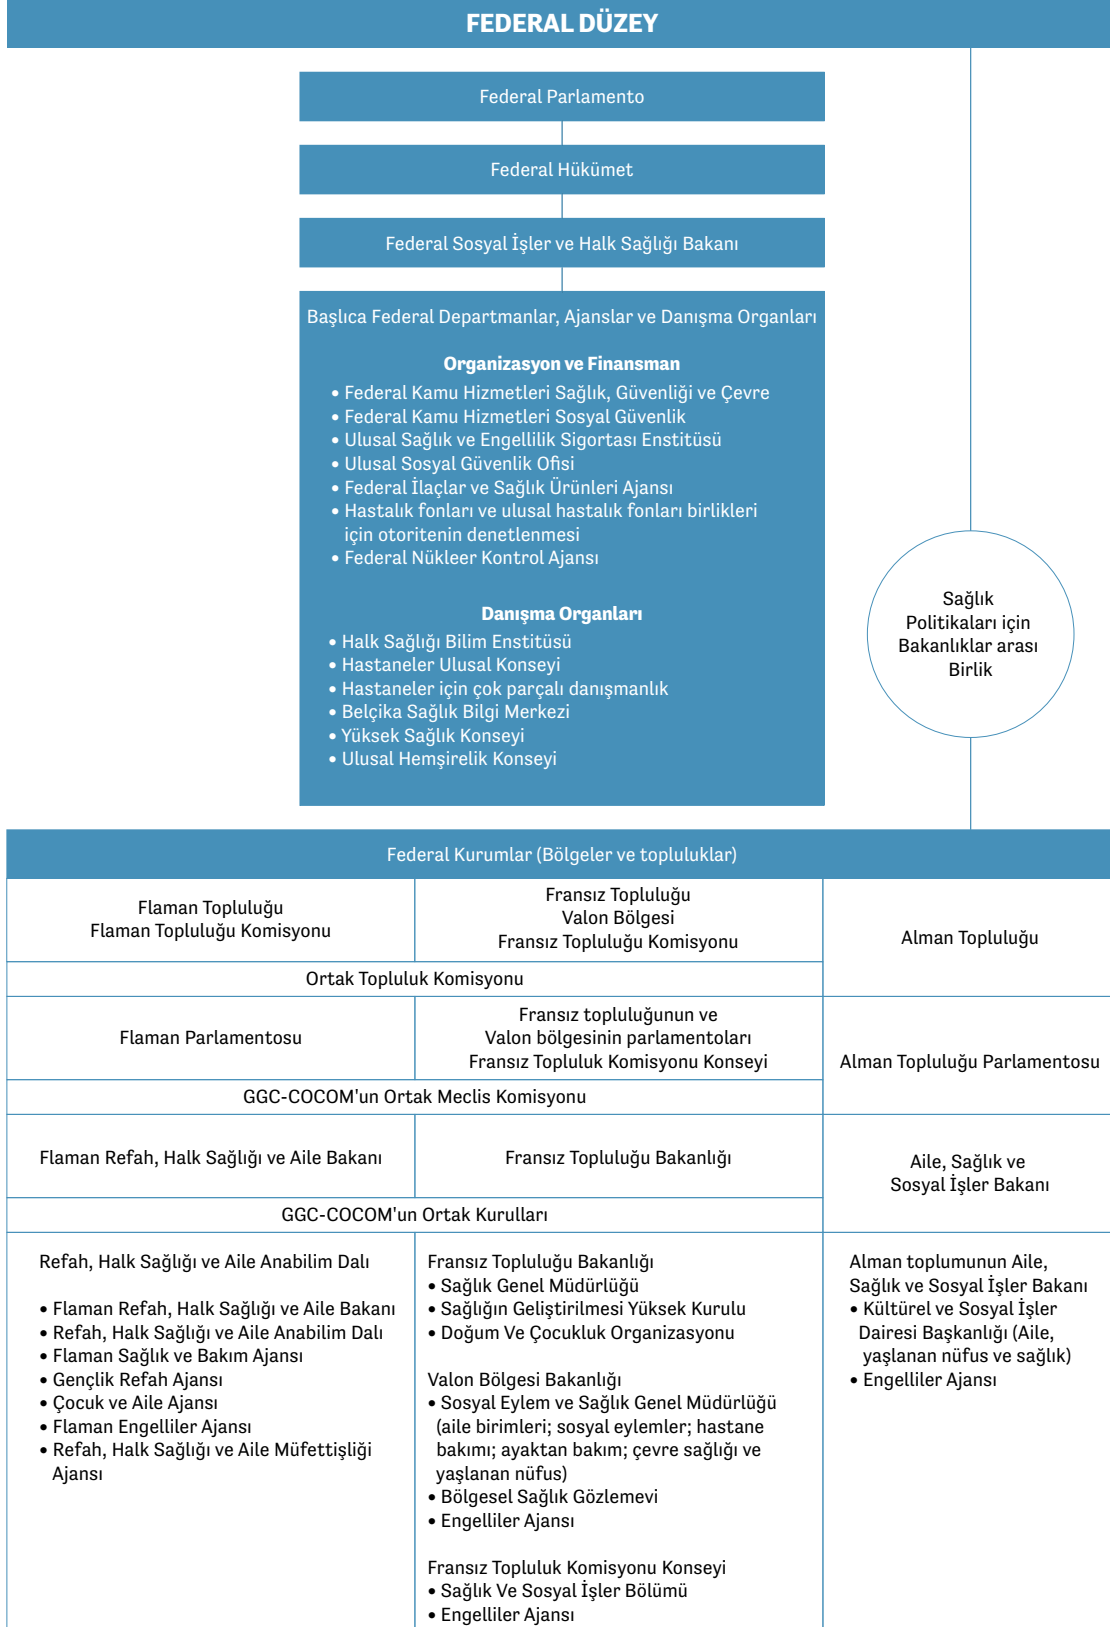 FEDERAL DÜZEY
Federal Parlamento
Federal Hükümet
Federal Sosyal İşler ve Halk Sağlığı Bakanı
Başlıca Federal Departmanlar, Ajanslar ve Danışma Organları
Organizasyon ve Finansman
• Federal Kamu Hizmetleri Sağlık, Güvenliği ve Çevre
• Federal Kamu Hizmetleri Sosyal Güvenlik
• Ulusal Sağlık ve Engellilik Sigortası Enstitüsü
• Ulusal Sosyal Güvenlik Ofisi
• Federal İlaçlar ve Sağlık Ürünleri Ajansı
• Hastalık fonları ve ulusal hastalık fonları birlikleri
için otoritenin denetlenmesi
• Federal Nükleer Kontrol Ajansı
Danışma Organları
• Halk Sağlığı Bilim Enstitüsü
• Hastaneler Ulusal Konseyi
• Hastaneler için çok parçalı danışmanlık
• Belçika Sağlık Bilgi Merkezi
• Yüksek Sağlık Konseyi
• Ulusal Hemşirelik Konseyi
Sağlık
Politikaları için
Bakanlıklar arası
Birlik
Federal Kurumlar (Bölgeler ve topluluklar)
Flaman Topluluğu
Flaman Topluluğu Komisyonu
Fransız Topluluğu
Valon Bölgesi
Fransız Topluluğu Komisyonu
Alman Topluluğu
Ortak Topluluk Komisyonu
Flaman Parlamentosu
Fransız topluluğunun ve
Valon bölgesinin parlamentoları
Fransız Topluluk Komisyonu Konseyi
Alman Topluluğu Parlamentosu
GGC-COCOM'un Ortak Meclis Komisyonu
Flaman Refah, Halk Sağlığı ve Aile Bakanı
Fransız Topluluğu Bakanlığı
Aile, Sağlık ve
Sosyal İşler Bakanı
GGC-COCOM'un Ortak Kurulları
Refah, Halk Sağlığı ve Aile Anabilim Dalı
• Flaman Refah, Halk Sağlığı ve Aile Bakanı
• Refah, Halk Sağlığı ve Aile Anabilim Dalı
• Flaman Sağlık ve Bakım Ajansı
• Gençlik Refah Ajansı
• Çocuk ve Aile Ajansı
• Flaman Engelliler Ajansı
• Refah, Halk Sağlığı ve Aile Müfettişliği
Ajansı
Fransız Topluluğu Bakanlığı
• Sağlık Genel Müdürlüğü
• Sağlığın Geliştirilmesi Yüksek Kurulu
• Doğum Ve Çocukluk Organizasyonu
Valon Bölgesi Bakanlığı
• Sosyal Eylem ve Sağlık Genel Müdürlüğü
(aile birimleri; sosyal eylemler; hastane
bakımı; ayaktan bakım; çevre sağlığı ve
yaşlanan nüfus)
• Bölgesel Sağlık Gözlemevi
• Engelliler Ajansı
Fransız Topluluk Komisyonu Konseyi
• Sağlık Ve Sosyal İşler Bölümü
• Engelliler Ajansı
Alman toplumunun Aile,
Sağlık ve Sosyal İşler Bakanı
• Kültürel ve Sosyal İşler
Dairesi Başkanlığı (Aile,
yaşlanan nüfus ve sağlık)
• Engelliler Ajansı